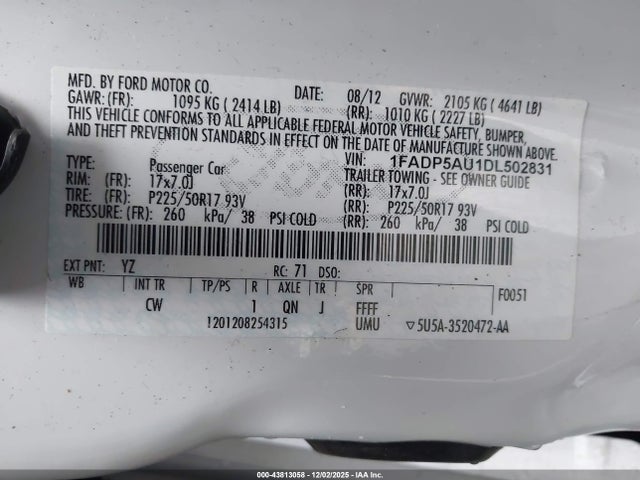 MFD. BY FORD MOTOR CO.
DATE: 08/12 GVWR: 2105 KG ( 4641 LB)
GAWR: (FR): 1095 KG ( 2414 LB) (RR): 1010 KG ( 2227 LB)
THIS VEHICLE CONFORMS TO ALL APPLICABLE FEDERAL MOTOR VEHICLE SAFETY, BUMPER,
AND THEFT PREVENTION STANDARDS IN EFFECT ON THE DATE OF MANUFACTURE SHOWN ABOVE.
VIN: 1FADP5AU1DL502831
TYPE: Passenger Car TRAILER TOWING - SEE OWNER GUIDE
RIM: (FR): 17x7.0J (RR): 17x7.0J
TIRE: (FR): P225/50R17 93V (RR): P225/50R17 93V
PRESSURE: (FR): 260 kPa/ 38 PSI COLD (RR): 260 kPa/ 38 PSI COLD
EXT PNT: YZ RC: 71 DSO:
WB INT TR TP/PS R AXLE TR SPR F0051
CW 1 QN J FFFF
1201208254315 UMU ▽5U5A-3520472-AA
000-43813058 - 12/02/2025 - IAA Inc.